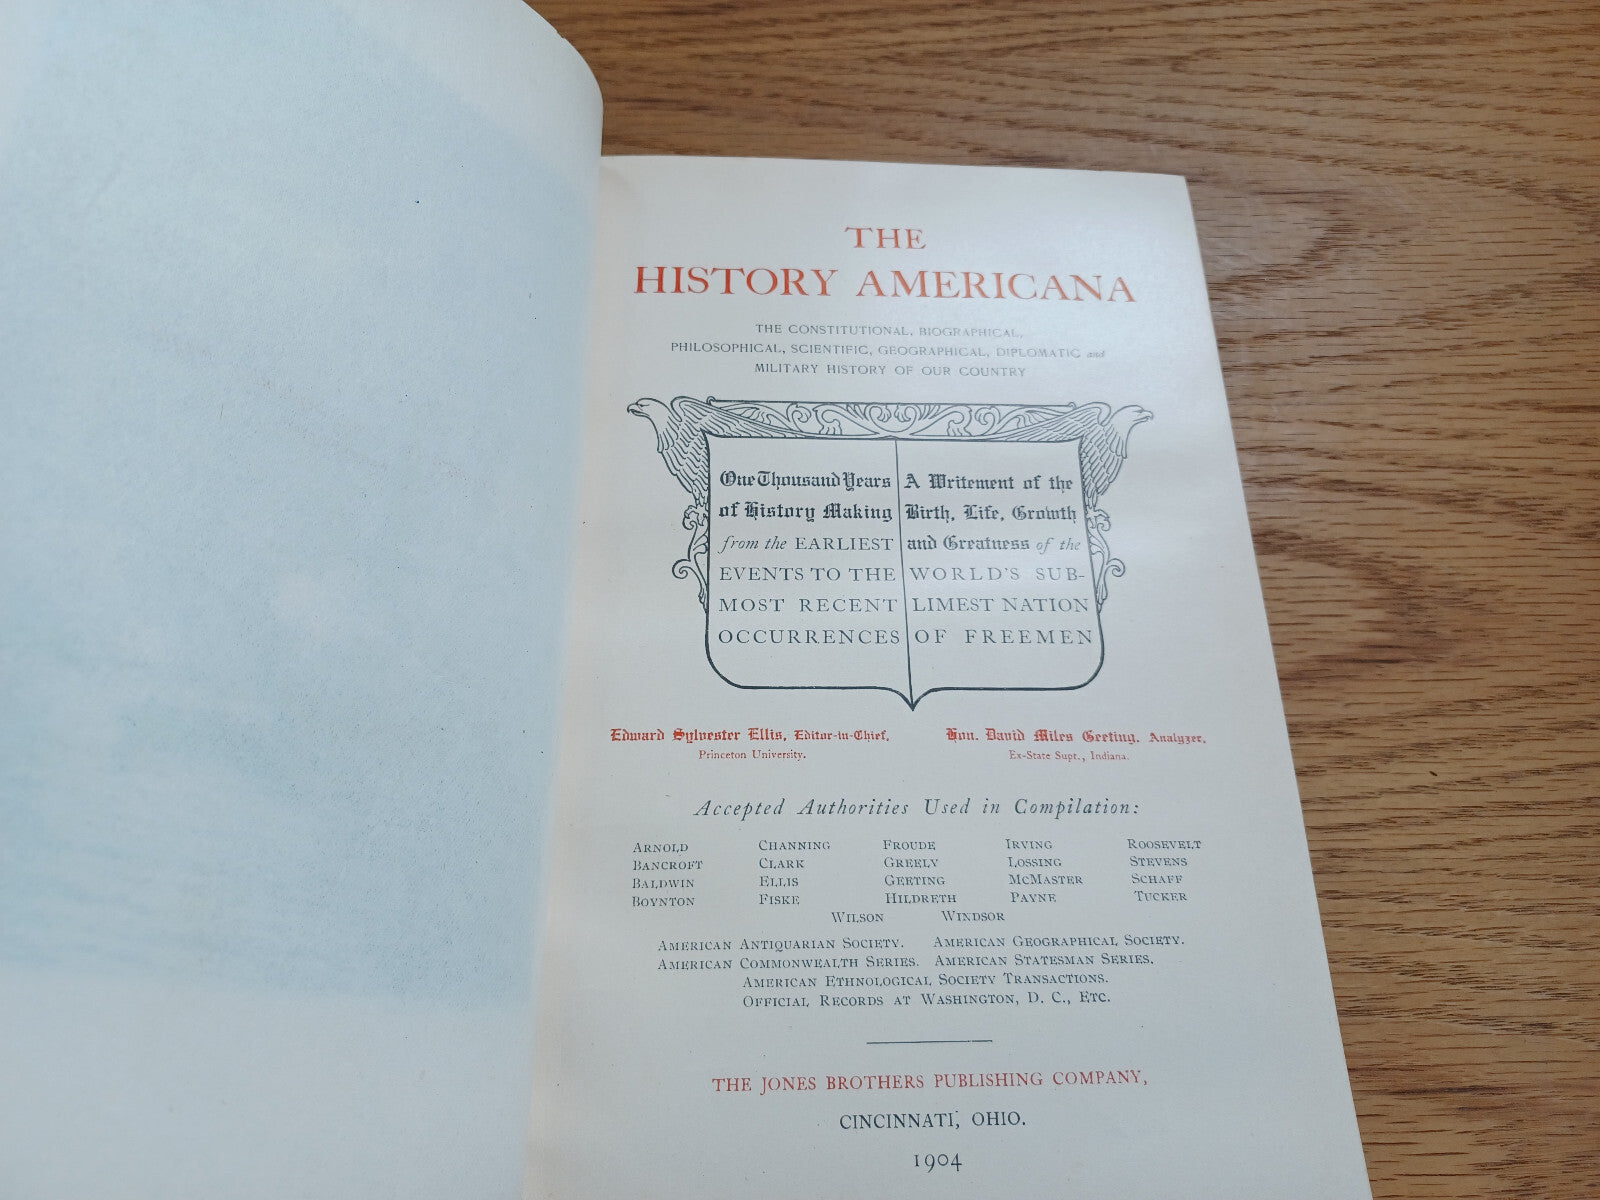 THE
HISTORY AMERICANA
THE CONSTITUTIONAL, BIOGRAPHICAL,
PHILOSOPHICAL, SCIENTIFIC, GEOGRAPHICAL, DIPLOMATIC and
MILITARY HISTORY OF OUR COUNTRY
One Thousand Years
of History Making
from the EARLIEST
EVENTS TO THE
MOST RECENT
OCCURRENCES
A Writement of the
Birth, Life, Growth
and Greatness of the
WORLD'S SUB-
LIMEST NATION
OF FREEMEN
Edward Sylvester Ellis, Editor-in-Chief,
Princeton University.
Hon. David Miles Geeting, Analyzer,
Ex-State Supt., Indiana.
Accepted Authorities Used in Compilation:
ARNOLD CHANNING FROUDE IRVING ROOSEVELT
BANCROFT CLARK GREELY LOSSING STEVENS
BALDWIN ELLIS GEETING MCMASTER SCHAFF
BOYNTON FISKE HILDRETH PAYNE TUCKER
WILSON WINDSOR
AMERICAN ANTIQUARIAN SOCIETY. AMERICAN GEOGRAPHICAL SOCIETY.
AMERICAN COMMONWEALTH SERIES. AMERICAN STATESMAN SERIES.
AMERICAN ETHNOLOGICAL SOCIETY TRANSACTIONS.
OFFICIAL RECORDS AT WASHINGTON, D. C., ETC.
THE JONES BROTHERS PUBLISHING COMPANY,
CINCINNATI, OHIO.
1904